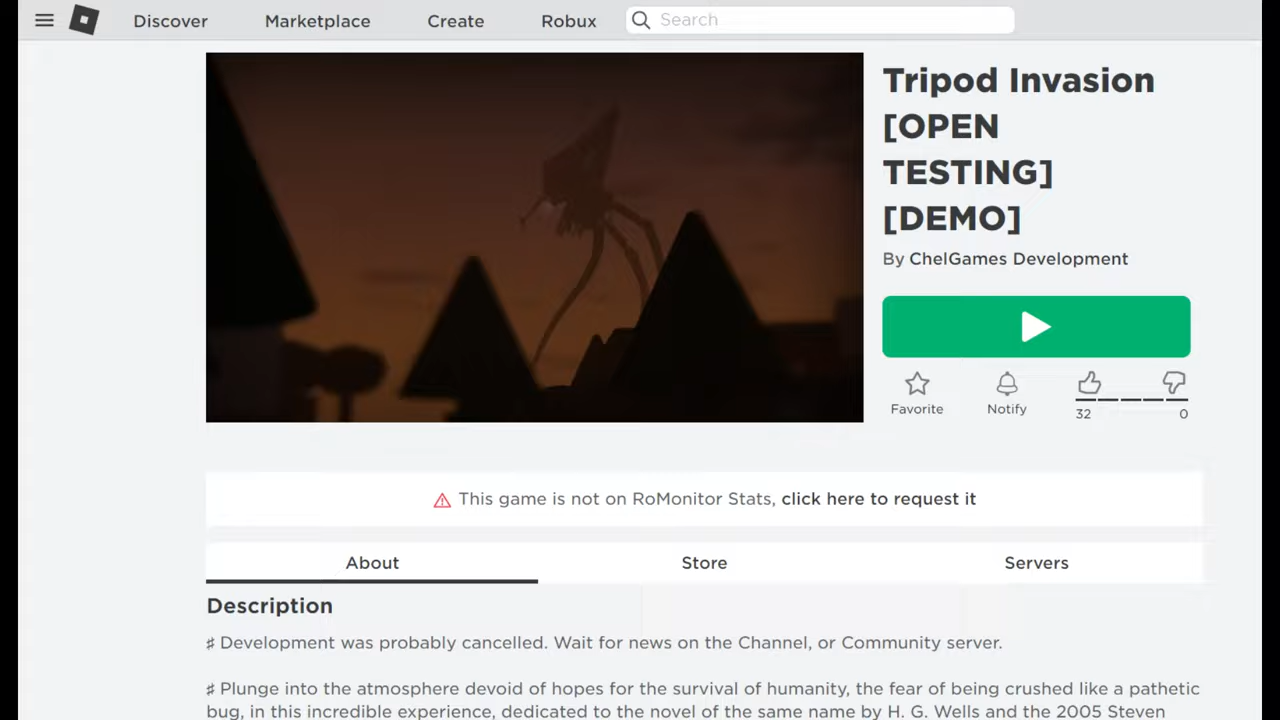 Discover Marketplace Create Robux Search
Tripod Invasion
[OPEN
TESTING]
[DEMO]
By ChelGames Development
Favorite Notify 32 0
This game is not on RoMonitor Stats, click here to request it
About Store Servers
Description
♯ Development was probably cancelled. Wait for news on the Channel, or Community server.
♯ Plunge into the atmosphere devoid of hopes for the survival of humanity, the fear of being crushed like a pathetic
bug, in this incredible experience, dedicated to the novel of the same name by H. G. Wells and the 2005 Steven